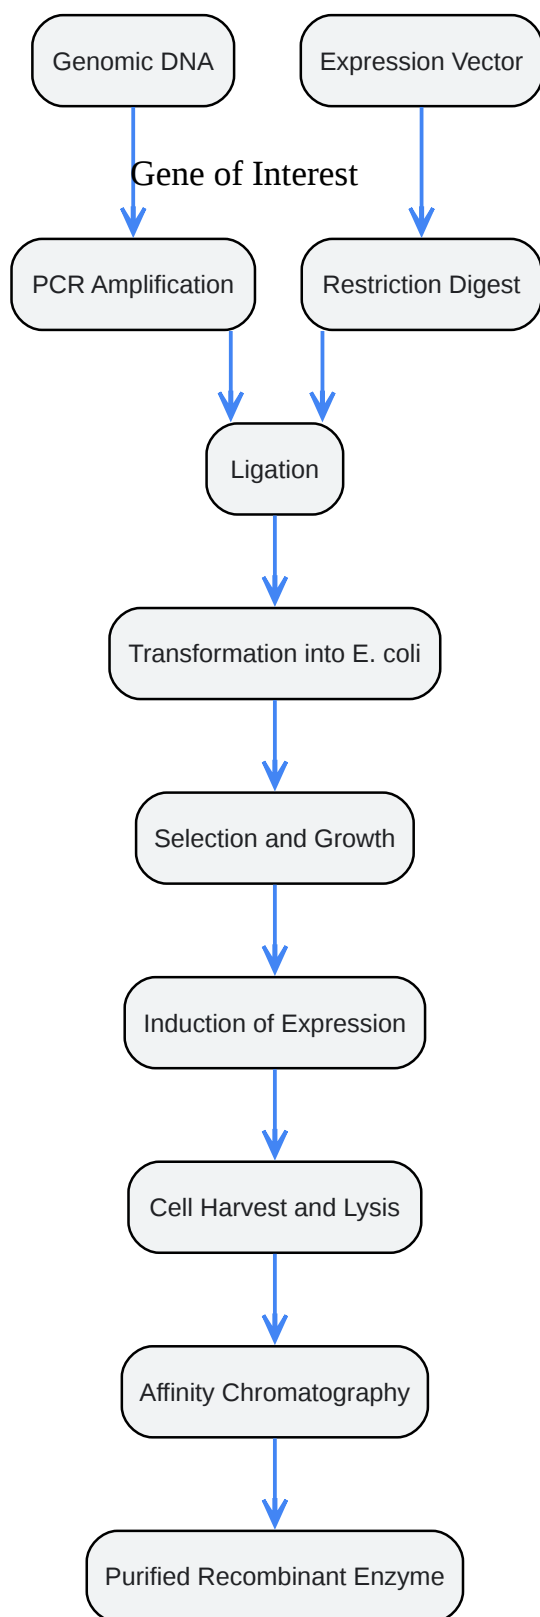 Genomic DNA
Expression Vector
Gene of Interest
PCR Amplification
Restriction Digest
Ligation
Transformation into E. coli
Selection and Growth
Induction of Expression
Cell Harvest and Lysis
Affinity Chromatography
Purified Recombinant Enzyme